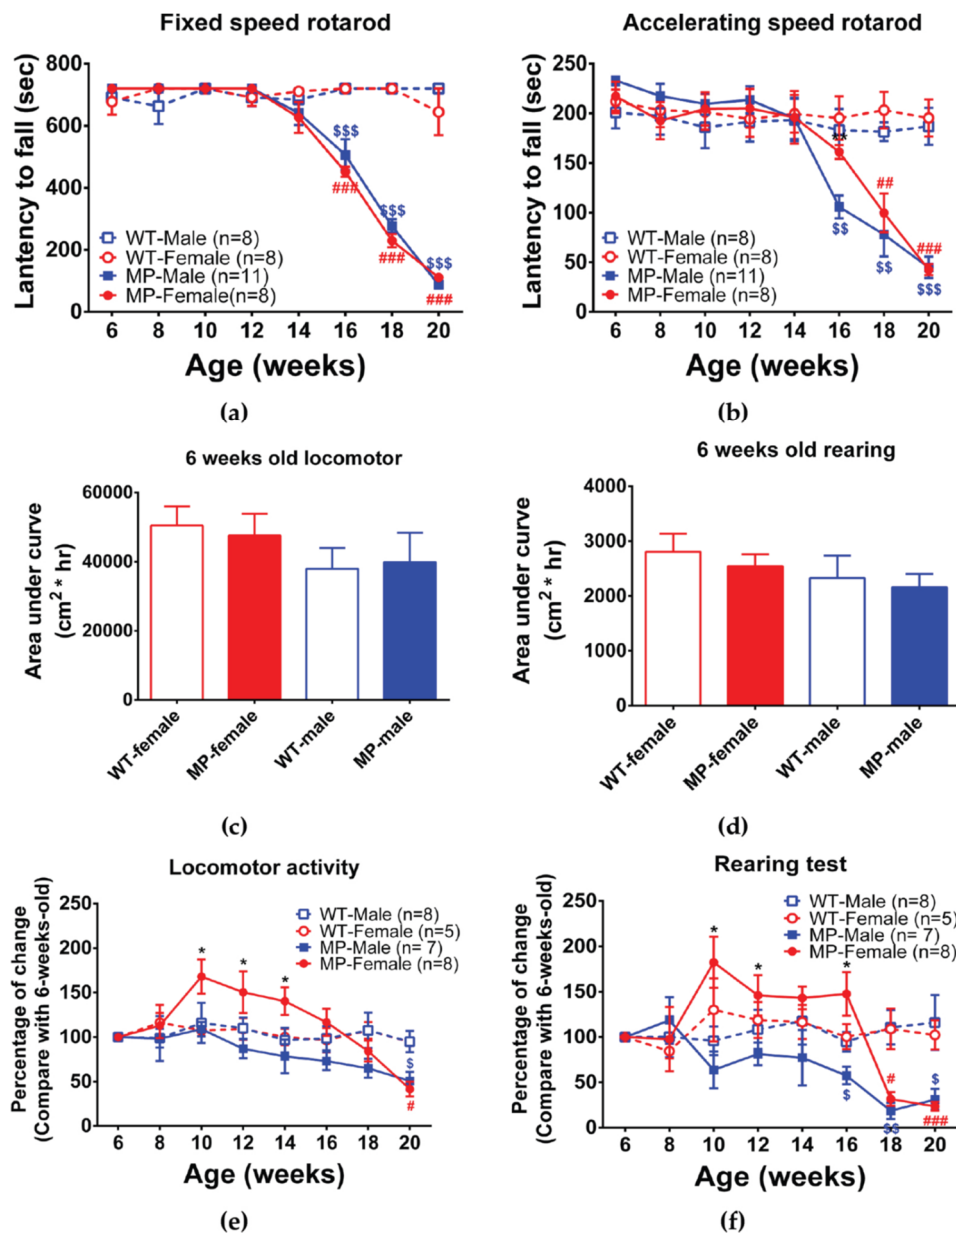 Fixed speed rotarod
Lantency to fall (sec)
800
600
400
200
0
$$$
###
$$$
###
$$$
###
WT-Male (n=8)
WT-Female (n=8)
MP-Male (n=11)
MP-Female(n=8)
6 8 10 12 14 16 18 20
Age (weeks)
(a)
Accelerating speed rotarod
Lantency to fall (sec)
250
200
150
100
50
0
**
$$
##
$$
###
$$$
WT-Male (n=8)
WT-Female (n=8)
MP-Male (n=11)
MP-Female (n=8)
6 8 10 12 14 16 18 20
Age (weeks)
(b)
6 weeks old locomotor
Area under curve
(cm² * hr)
60000
40000
20000
0
WT-female
MP-female
WT-male
MP-male
(c)
6 weeks old rearing
Area under curve
(cm² * hr)
4000
3000
2000
1000
0
WT-female
MP-female
WT-male
MP-male
(d)
Locomotor activity
Percentage of change
(Compare with 6-weeks-old)
250
200
150
100
50
0
WT-Male (n=8)
WT-Female (n=5)
MP-Male (n= 7)
MP-Female (n=8)
* * *
$
#
6 8 10 12 14 16 18 20
Age (weeks)
(e)
Rearing test
Percentage of change
(Compare with 6-weeks-old)
250
200
150
100
50
0
WT-Male (n=8)
WT-Female (n=5)
MP-Male (n= 7)
MP-Female (n=8)
* * *
$
#
$$
$
###
6 8 10 12 14 16 18 20
Age (weeks)
(f)